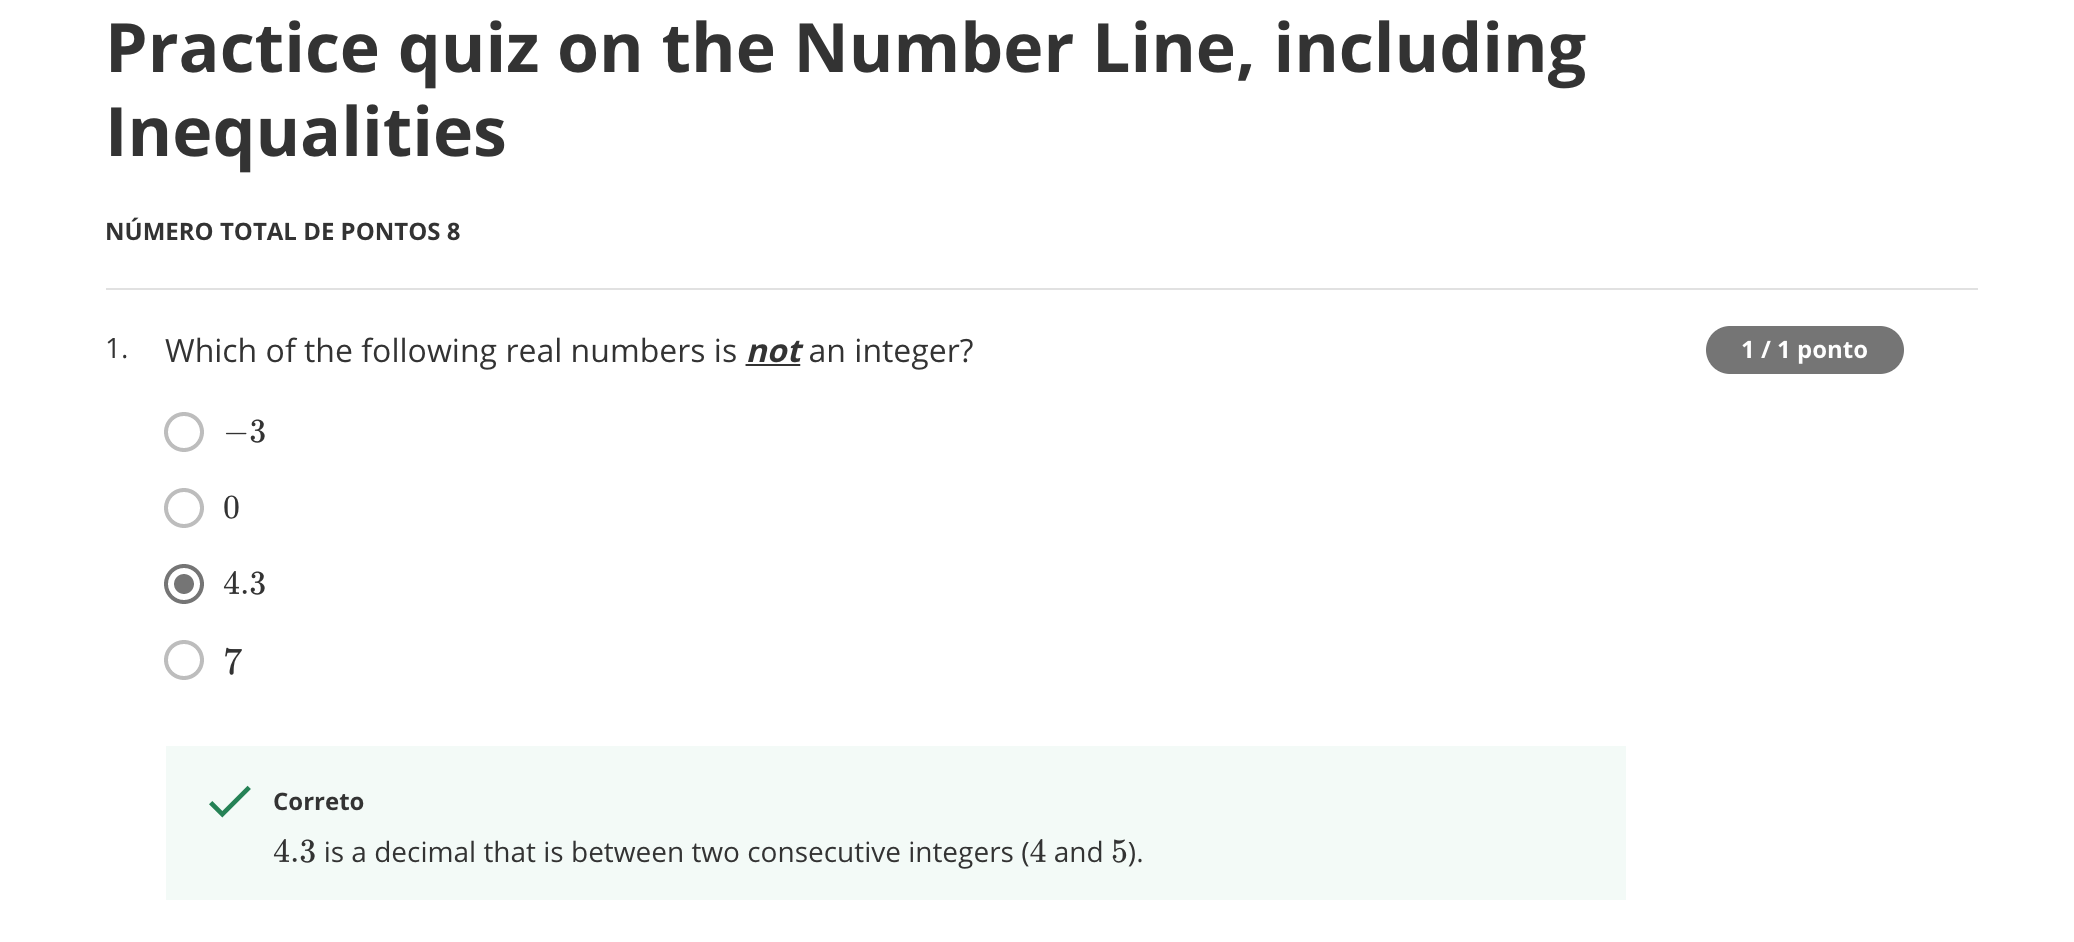 Practice quiz on the Number Line, including
Inequalities
NÚMERO TOTAL DE PONTOS 8
1. Which of the following real numbers is not an integer?
1 / 1 ponto
−3
0
4.3
7
Correto
4.3 is a decimal that is between two consecutive integers (4 and 5).